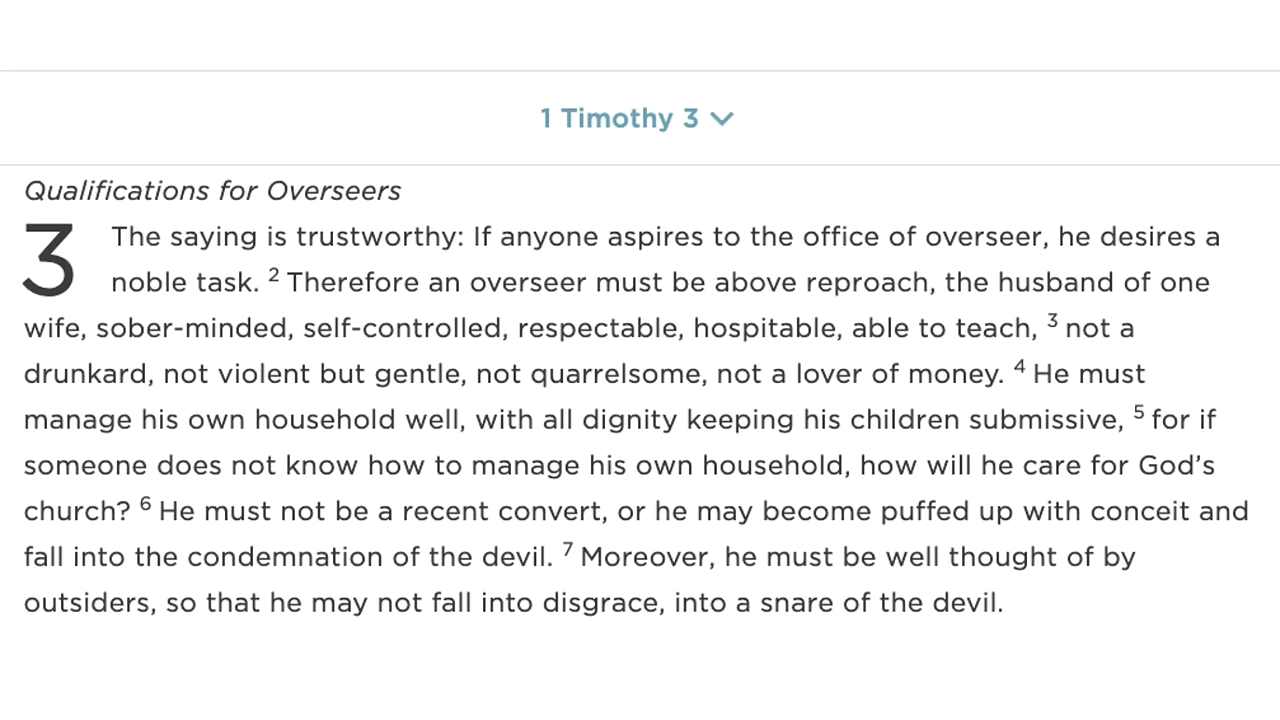 1 Timothy 3
Qualifications for Overseers
3 The saying is trustworthy: If anyone aspires to the office of overseer, he desires a
noble task. 2 Therefore an overseer must be above reproach, the husband of one
wife, sober-minded, self-controlled, respectable, hospitable, able to teach, 3 not a
drunkard, not violent but gentle, not quarrelsome, not a lover of money. 4 He must
manage his own household well, with all dignity keeping his children submissive, 5 for if
someone does not know how to manage his own household, how will he care for God’s
church? 6 He must not be a recent convert, or he may become puffed up with conceit and
fall into the condemnation of the devil. 7 Moreover, he must be well thought of by
outsiders, so that he may not fall into disgrace, into a snare of the devil.